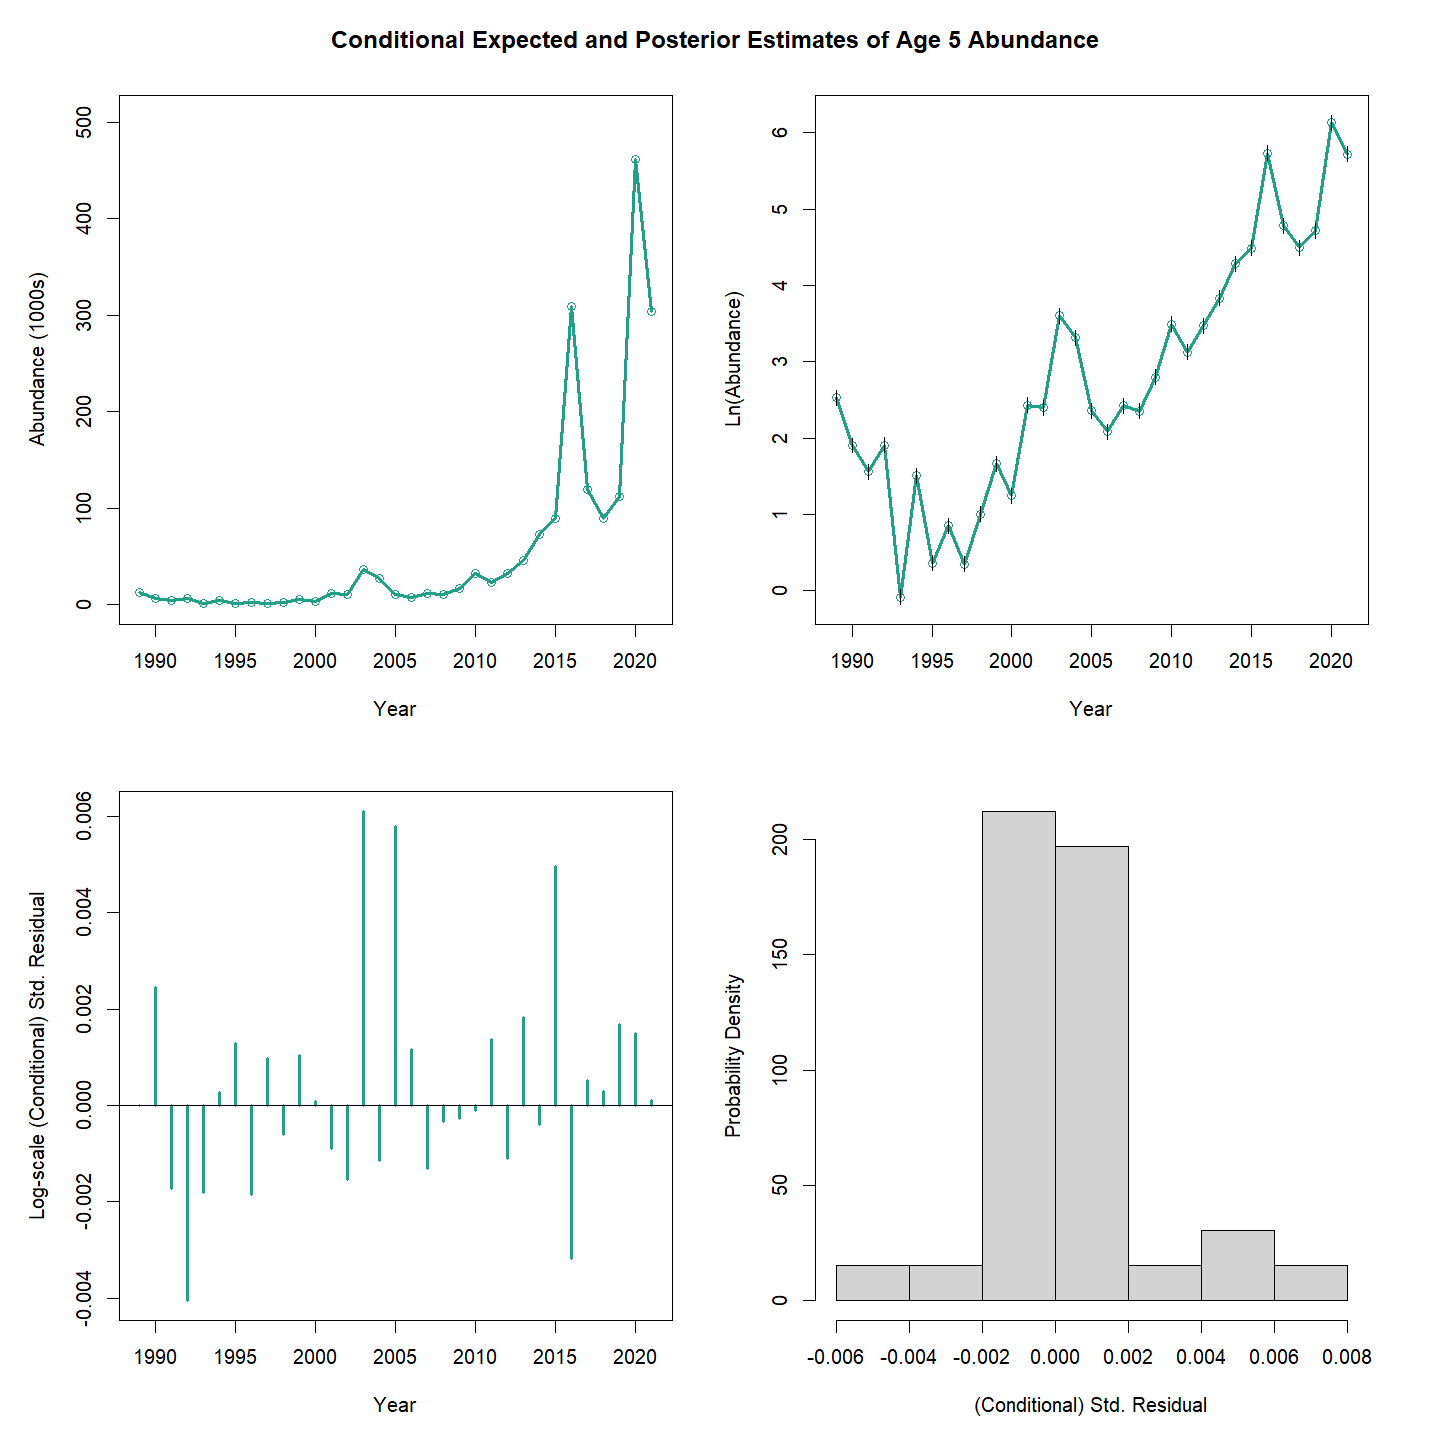 Conditional Expected and Posterior Estimates of Age 5 Abundance
Abundance (1000s)
500
400
300
200
100
0
1990 1995 2000 2005 2010 2015 2020
Year
Ln(Abundance)
6
5
4
3
2
1
0
1990 1995 2000 2005 2010 2015 2020
Year
Log-scale (Conditional) Std. Residual
0.006
0.004
0.002
0.000
-0.002
-0.004
1990 1995 2000 2005 2010 2015 2020
Year
Probability Density
200
150
100
50
0
-0.006 -0.004 -0.002 0.000 0.002 0.004 0.006 0.008
(Conditional) Std. Residual